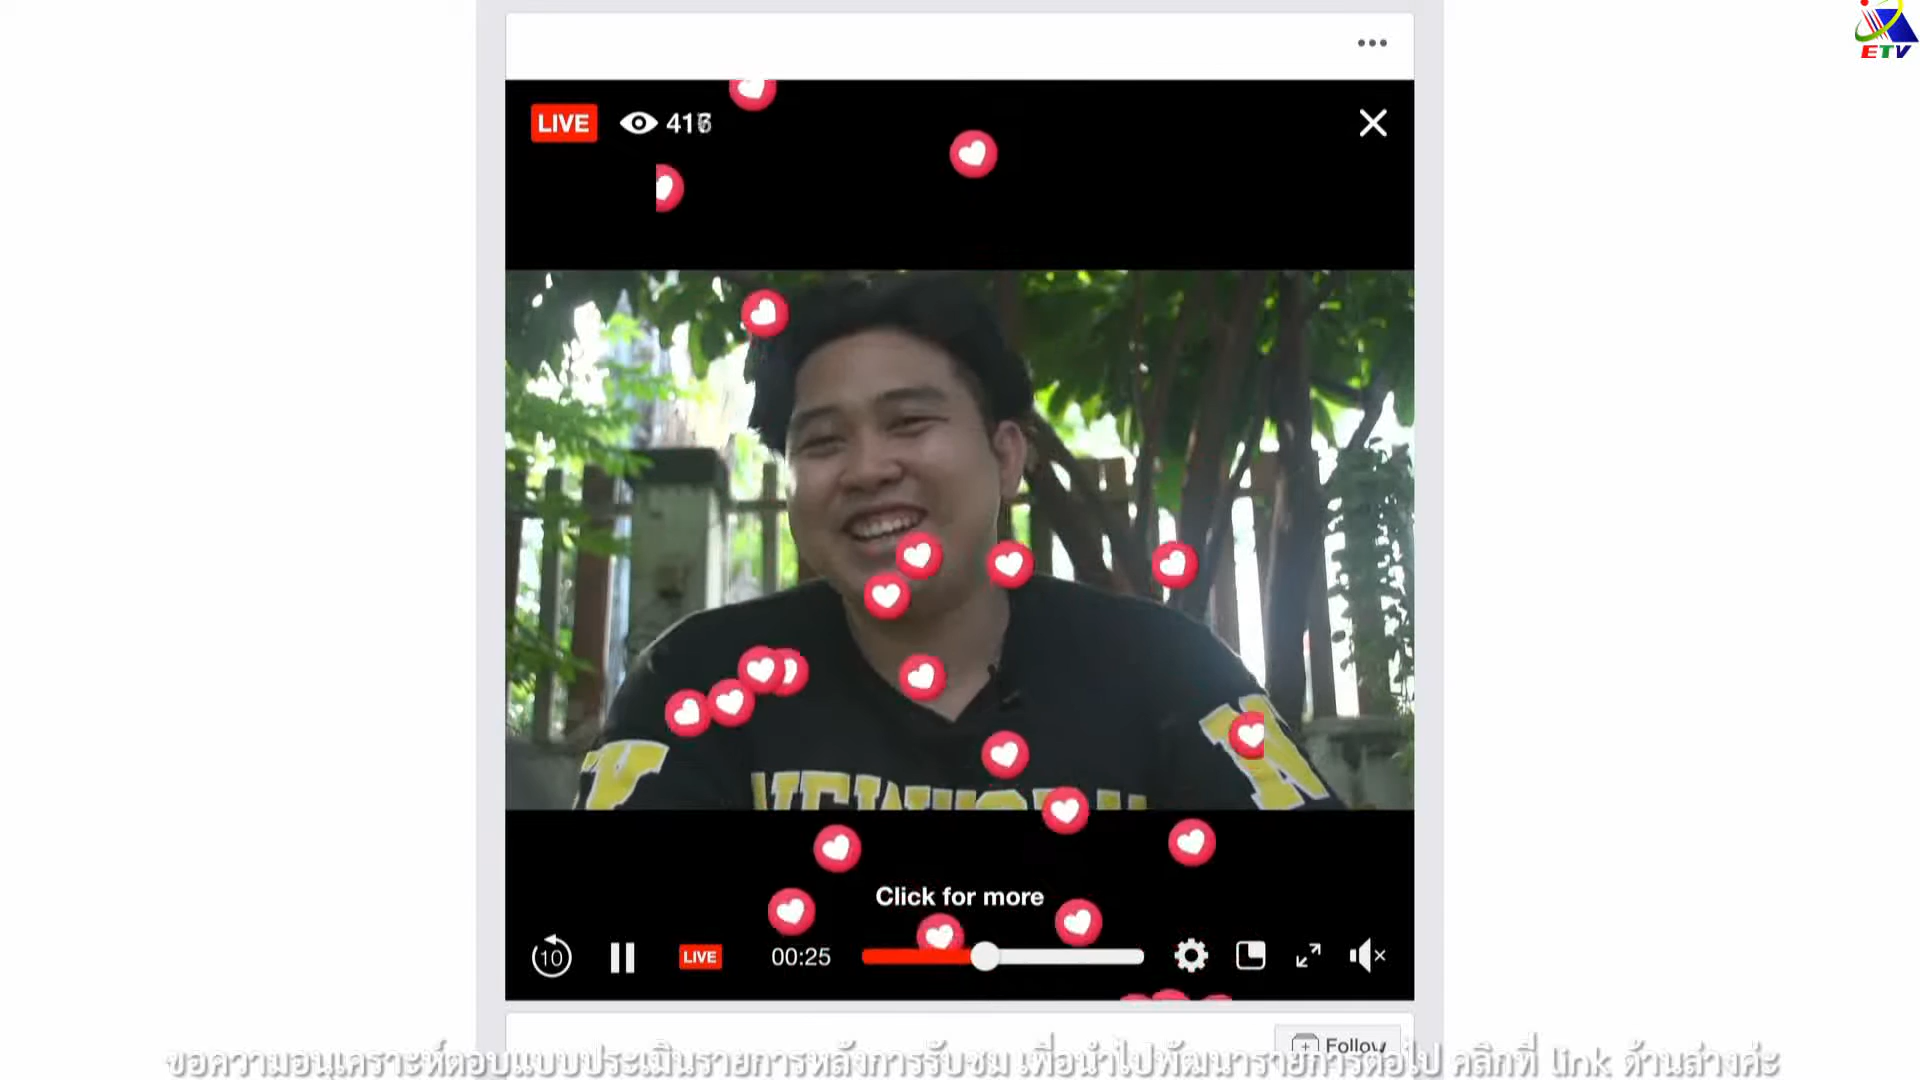 ETV
LIVE
10
LIVE
00:25
Click for more
Follow
ขอความอนุเคราะห์ตอบแบบประเมินรายการหลังการรับชม เพื่อนำไปพัฒนารายการต่อไป คลิกที่ link ด้านล่างค่ะ